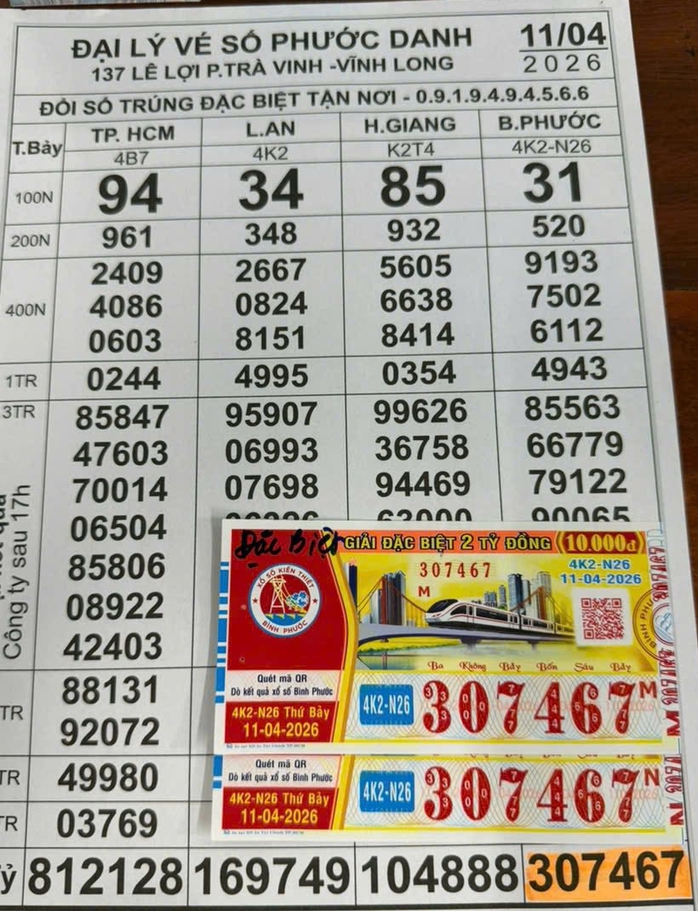 ĐẠI LÝ VÉ SỐ PHƯỚC DANH 11/04
137 LÊ LỢI P.TRÀ VINH -VĨNH LONG 2026
ĐỔI SỐ TRÚNG ĐẶC BIỆT TẬN NƠI - 0.9.1.9.4.9.4.5.6.6
T.Bảy TP. HCM L.AN H.GIANG B.PHƯỚC
4B7 4K2 K2T4 4K2-N26
100N 94 34 85 31
200N 961 348 932 520
2409 2667 5605 9193
400N 4086 0824 6638 7502
0603 8151 8414 6112
1TR 0244 4995 0354 4943
3TR 85847 95907 99626 85563
47603 06993 36758 66779
70014 07698 94469 79122
06504 63000 90065
85806
08922
42403
Công ty sau 17h
TR 88131
92072
TR 49980
TR 03769
tỷ 812128 169749 104888 307467
Đặc Biệt GIẢI ĐẶC BIỆT 2 TỶ ĐỒNG 10.000đ
307467
M
4K2-N26
11-04-2026
XỔ SỐ KIẾN THIẾT
BÌNH PHƯỚC
Ba Không Bảy Bốn Sáu Bảy
Quét mã QR
Dò kết quả xổ số Bình Phước
4K2-N26 Thứ Bảy
11-04-2026
4K2-N26 307467 M
M 307467
Quét mã QR
Dò kết quả xổ số Bình Phước
4K2-N26 Thứ Bảy
11-04-2026
4K2-N26 307467 N